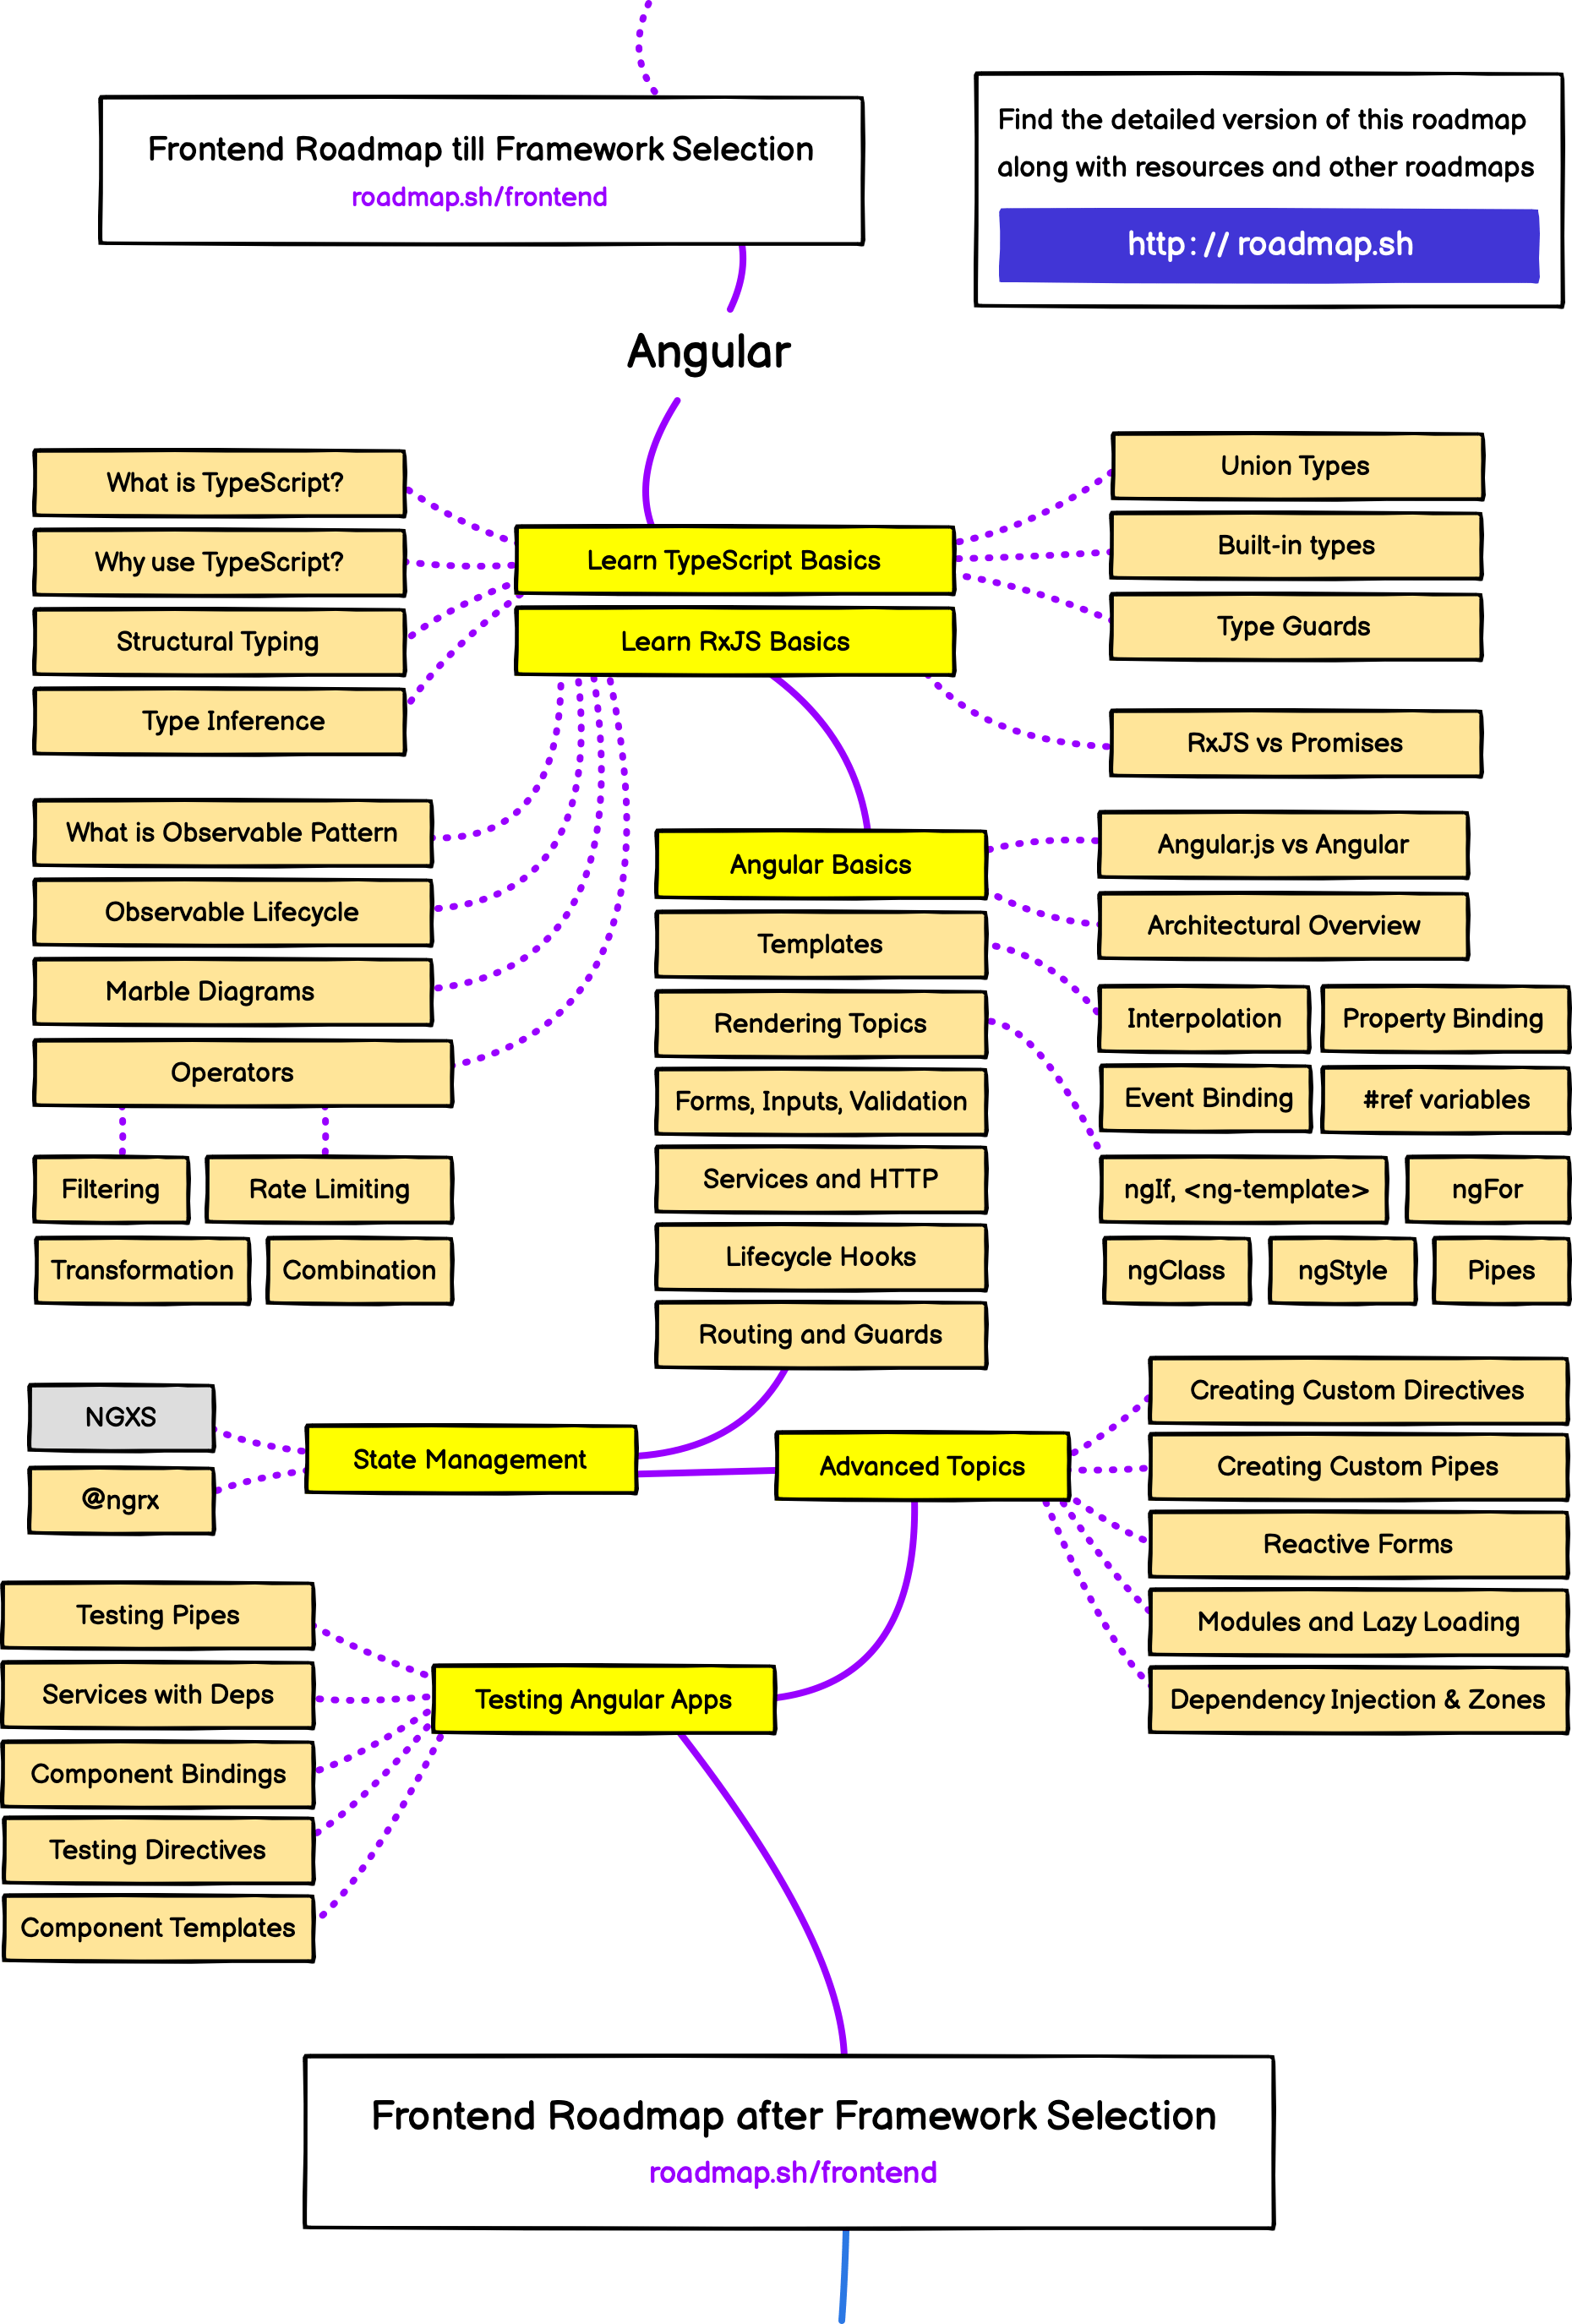 Frontend Roadmap till Framework Selection
roadmap.sh/frontend
Find the detailed version of this roadmap
along with resources and other roadmaps
http://roadmap.sh
Angular
What is TypeScript?
Why use TypeScript?
Structural Typing
Type Inference
Learn TypeScript Basics
Learn RxJS Basics
Union Types
Built-in types
Type Guards
RxJS vs Promises
What is Observable Pattern
Observable Lifecycle
Marble Diagrams
Operators
Filtering
Rate Limiting
Transformation
Combination
Angular Basics
Templates
Rendering Topics
Forms, Inputs, Validation
Services and HTTP
Lifecycle Hooks
Routing and Guards
Angular.js vs Angular
Architectural Overview
Interpolation
Property Binding
Event Binding
#ref variables
ngIf, <ng-template>
ngFor
ngClass
ngStyle
Pipes
NGXS
@ngrx
State Management
Advanced Topics
Creating Custom Directives
Creating Custom Pipes
Reactive Forms
Modules and Lazy Loading
Dependency Injection & Zones
Testing Pipes
Services with Deps
Component Bindings
Testing Directives
Component Templates
Testing Angular Apps
Frontend Roadmap after Framework Selection
roadmap.sh/frontend